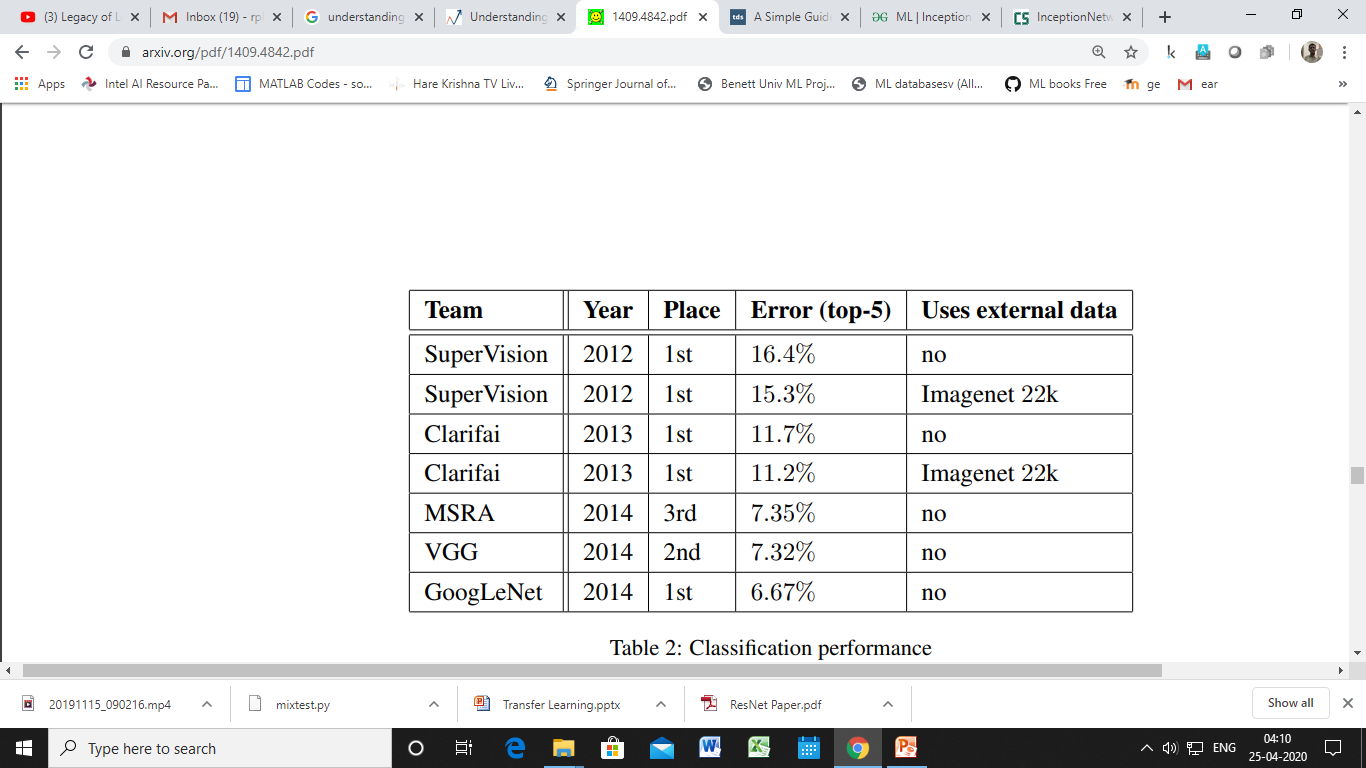 (3) Legacy of L
Inbox (19) - rp
understanding
Understanding
1409.4842.pdf
A Simple Guid
ML | Inception
InceptionNetw
arxiv.org/pdf/1409.4842.pdf
Apps
Intel AI Resource Pa...
MATLAB Codes - so...
Hare Krishna TV Liv...
Springer Journal of...
Benett Univ ML Proj...
ML databasesv (All...
ML books Free
ge
ear
»
Team Year Place Error (top-5) Uses external data
SuperVision 2012 1st 16.4% no
SuperVision 2012 1st 15.3% Imagenet 22k
Clarifai 2013 1st 11.7% no
Clarifai 2013 1st 11.2% Imagenet 22k
MSRA 2014 3rd 7.35% no
VGG 2014 2nd 7.32% no
GoogLeNet 2014 1st 6.67% no
Table 2: Classification performance
20191115_090216.mp4
mixtest.py
Transfer Learning.pptx
ResNet Paper.pdf
Show all
Type here to search
ENG
04:10
25-04-2020